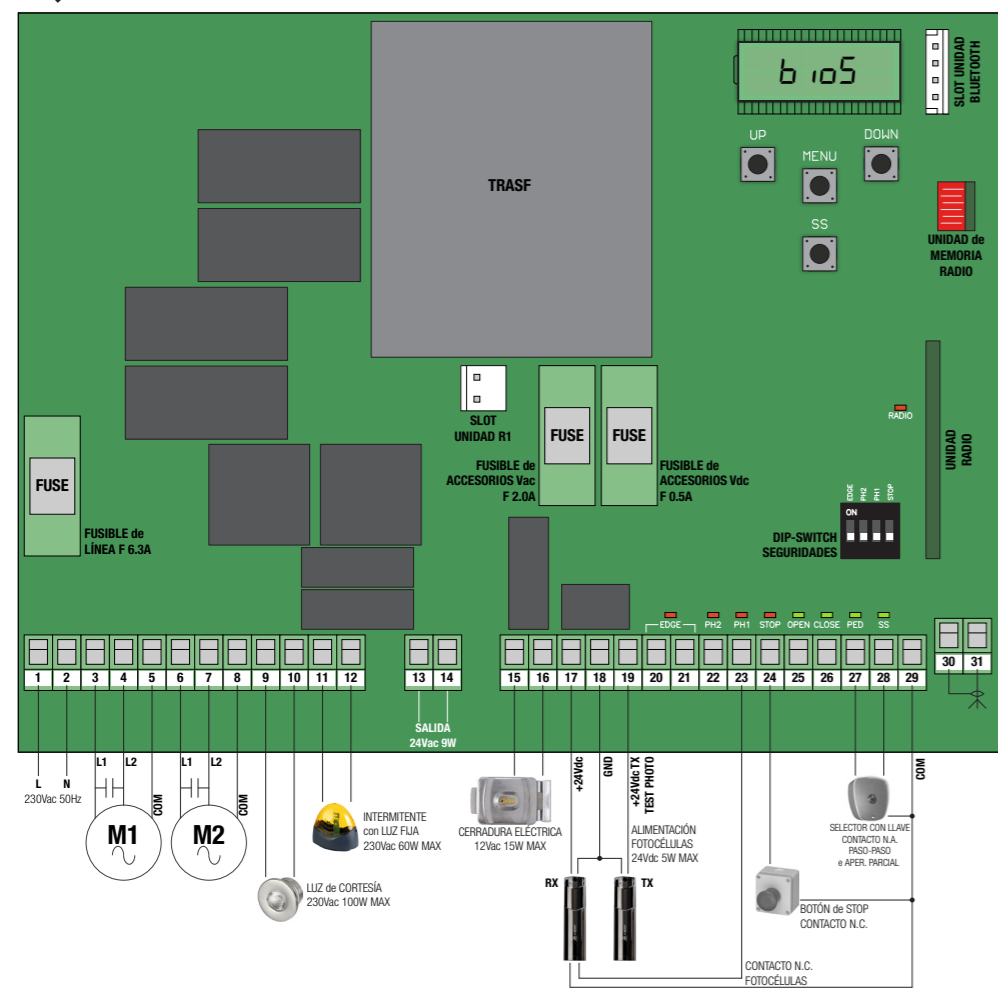 bioS
SLOT UNIDAD
BLUETOOTH
UP
DOWN
MENU
SS
TRASF
UNIDAD de
MEMORIA
RADIO
SLOT
UNIDAD R1
FUSE
FUSE
FUSE
FUSIBLE de
ACCESORIOS Vac
F 2.0A
FUSIBLE de
ACCESORIOS Vdc
F 0.5A
FUSIBLE de
LÍNEA F 6.3A
RADIO
UNIDAD
RADIO
EDGE
PH2
PH1
STOP
ON
DIP-SWITCH
SEGURIDADES
EDGE PH2 PH1 STOP OPEN CLOSE PED SS
1 2 3 4 5 6 7 8 9 10 11 12 13 14 15 16 17 18 19 20 21 22 23 24 25 26 27 28 29 30 31
SALIDA
24Vac 9W
L N
230Vac 50Hz
L1 L2
COM
M1
L1 L2
COM
M2
INTERMITENTE
con LUZ FIJA
230Vac 60W MAX
LUZ de CORTESÍA
230Vac 100W MAX
CERRADURA ELÉCTRICA
12Vac 15W MAX
+24Vdc
GND
+24Vdc TX
TEST PHOTO
ALIMENTACIÓN
FOTOCÉLULAS
24Vdc 5W MAX
RX
TX
COM
SELECTOR CON LLAVE
CONTACTO N.A.
PASO-PASO
e APER. PARCIAL
BOTÓN de STOP
CONTACTO N.C.
CONTACTO N.C.
FOTOCÉLULAS